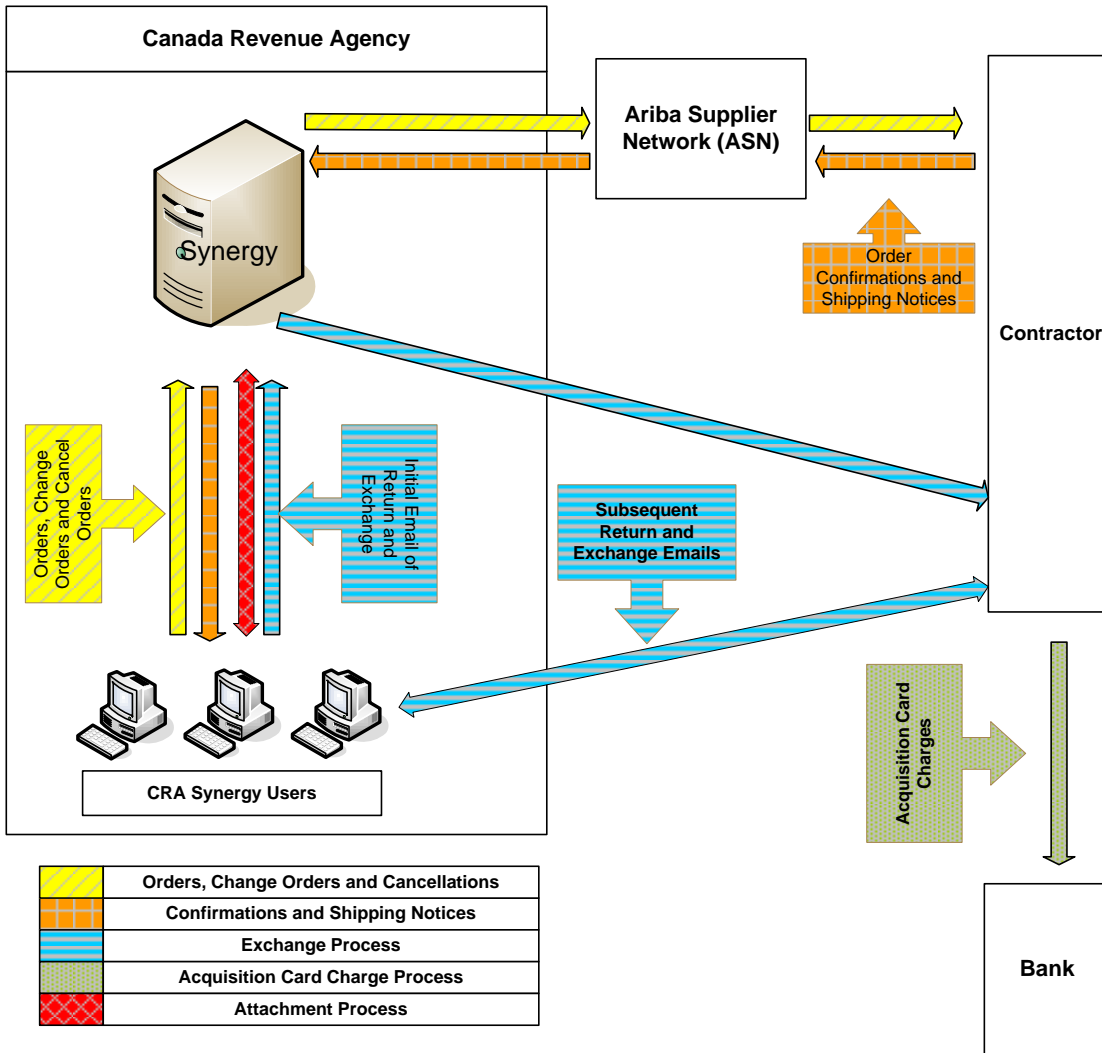 Canada Revenue Agency
Ariba Supplier
Network (ASN)
Synergy
Order
Confirmations and
Shipping Notices
Contractor
Orders, Change
Orders and Cancel
Orders
Initial Email of
Return and
Exchange
Subsequent
Return and
Exchange Emails
Acquisition Card
Charges
CRA Synergy Users
Orders, Change Orders and Cancellations
Confirmations and Shipping Notices
Exchange Process
Acquisition Card Charge Process
Attachment Process
Bank